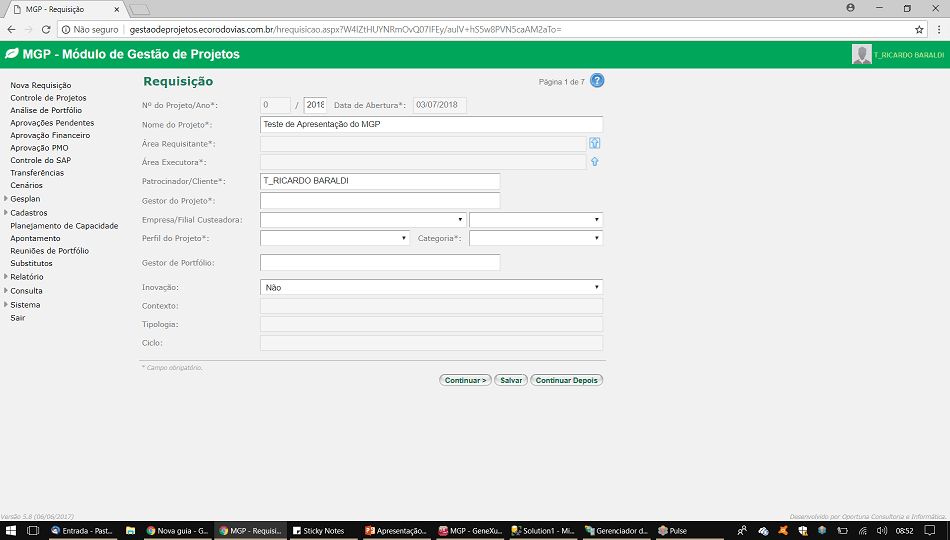 MGP - Requisição
Não seguro | gestaodeprojetos.ecorodovias.com.br/hrequisicao.aspx?W4lZtHUYNRmOvQ07IFEy/aulV+hS5w8PVN5caAM2aTo=
MGP - Módulo de Gestão de Projetos
T_RICARDO BARALDI
Nova Requisição
Controle de Projetos
Análise de Portfólio
Aprovações Pendentes
Aprovação Financeiro
Aprovação PMO
Controle do SAP
Transferências
Cenários
Gesplan
Cadastros
Planejamento de Capacidade
Apontamento
Reuniões de Portfólio
Substitutos
Relatório
Consulta
Sistema
Sair
Requisição
Página 1 de 7
?
Nº do Projeto/Ano*: 0 / 2018 Data de Abertura*: 03/07/2018
Nome do Projeto*: Teste de Apresentação do MGP
Área Requisitante*:
Área Executora*:
Patrocinador/Cliente*: T_RICARDO BARALDI
Gestor do Projeto*:
Empresa/Filial Custeadora:
Perfil do Projeto*: Categoria*:
Gestor de Portfólio:
Inovação: Não
Contexto:
Tipologia:
Ciclo:
* Campo obrigatório.
Continuar > Salvar Continuar Depois
Versão 5.8 (06/06/2017)
Desenvolvido por Oportuna Consultoria e Informática.
Entrada - Past... Nova guia - G... MGP - Requisi... Sticky Notes Apresentação... MGP - GeneXu... Solution1 - Mi... Gerenciador d... Pulse 08:52